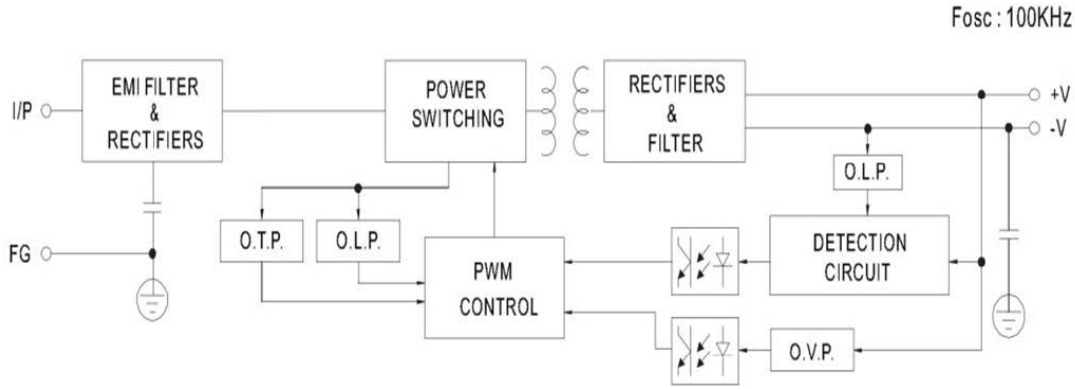 Fosc : 100KHz
I/P
EMI FILTER
&
RECTIFIERS
POWER
SWITCHING
RECTIFIERS
&
FILTER
+V
-V
O.L.P.
FG
O.T.P.
O.L.P.
PWM
CONTROL
DETECTION
CIRCUIT
O.V.P.